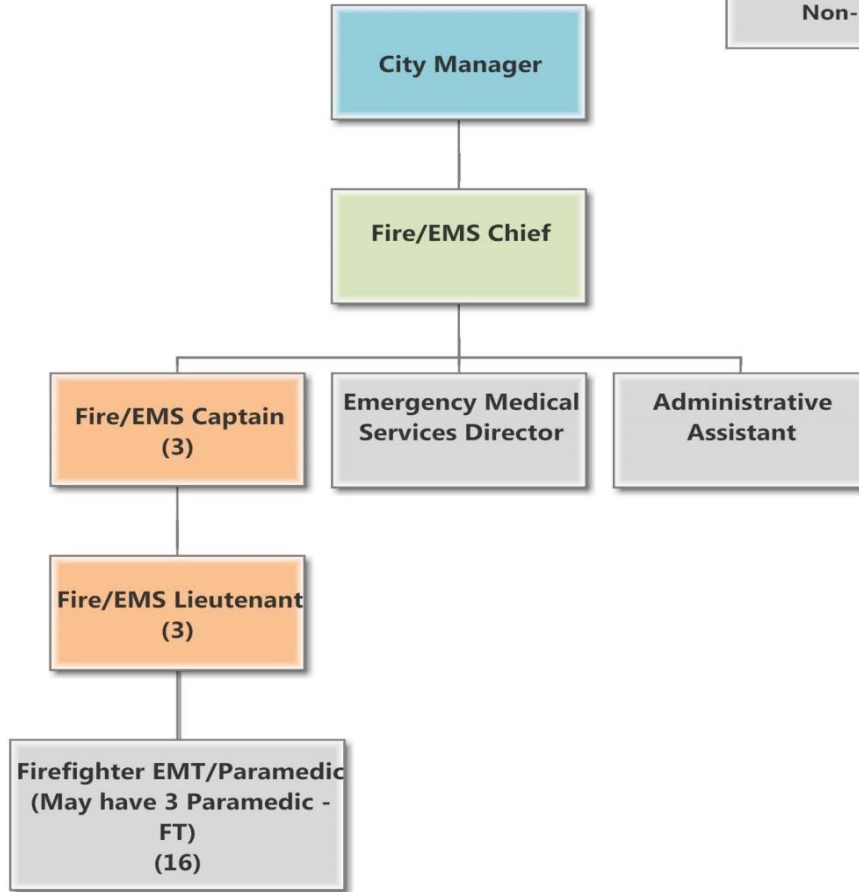 Non-
City Manager
Fire/EMS Chief
Fire/EMS Captain
(3)
Emergency Medical
Services Director
Administrative
Assistant
Fire/EMS Lieutenant
(3)
Firefighter EMT/Paramedic
(May have 3 Paramedic -
FT)
(16)